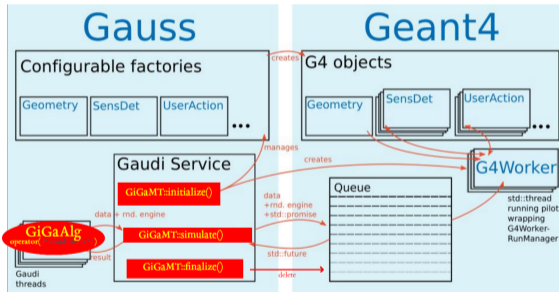 Gauss
Geant4
Configurable factories
creates
G4 objects
Geometry
SensDet
UserAction
...
Geometry
SensDet
UserAction
...
manages
Gaudi Service
creates
G4Worker
GiGaMT::initialize()
Queue
data
+rnd. engine
+std::promise
std::thread
running pilot
wrapping
G4Worker-
RunManager
GiGaAlg
operator(
data + rnd. engine
GiGaMT::simulate()
result
std::future
GiGaMT::finalize()
delete
Gaudi
threads